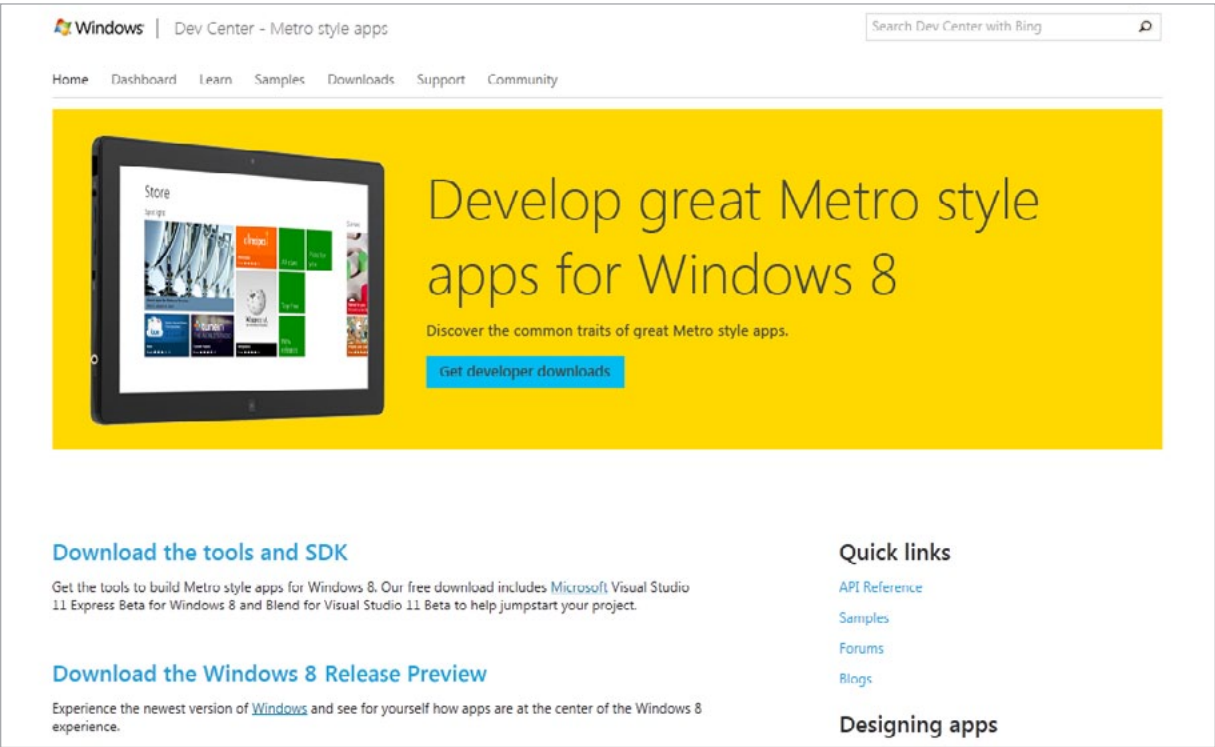 Windows | Dev Center - Metro style apps
Search Dev Center with Bing
Home Dashboard Learn Samples Downloads Support Community
Store
Spotlight
Develop great Metro style
apps for Windows 8
Discover the common traits of great Metro style apps.
Get developer downloads
Download the tools and SDK
Get the tools to build Metro style apps for Windows 8. Our free download includes Microsoft Visual Studio
11 Express Beta for Windows 8 and Blend for Visual Studio 11 Beta to help jumpstart your project.
Download the Windows 8 Release Preview
Experience the newest version of Windows and see for yourself how apps are at the center of the Windows 8
experience.
Quick links
API Reference
Samples
Forums
Blogs
Designing apps